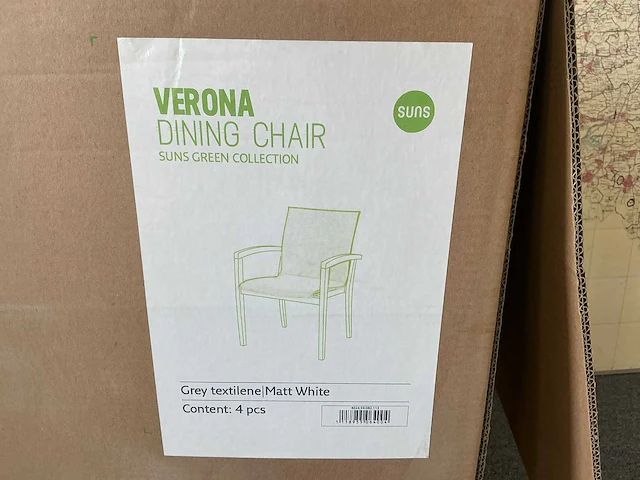 VERONA
DINING CHAIR
SUNS GREEN COLLECTION
suns
Grey textilene|Matt White
Content: 4 pcs